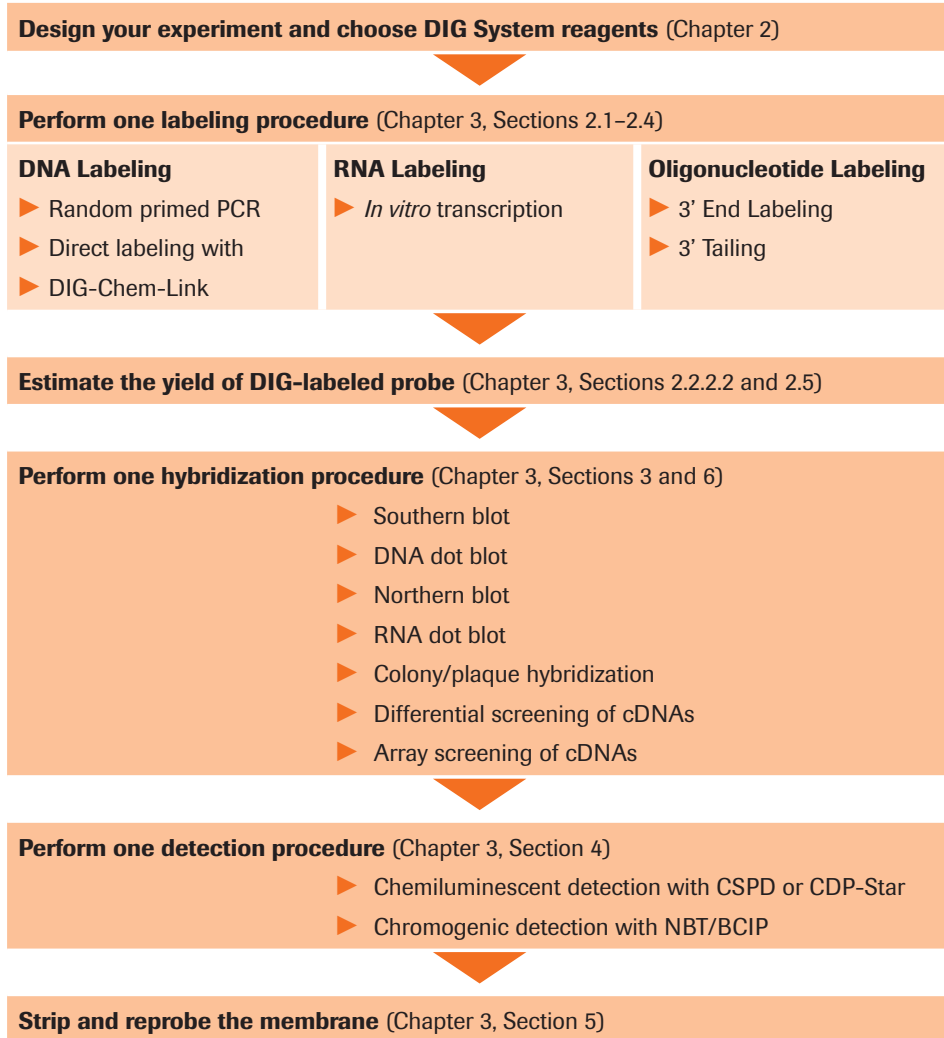 Design your experiment and choose DIG System reagents (Chapter 2)
Perform one labeling procedure (Chapter 3, Sections 2.1–2.4)
DNA Labeling
Random primed PCR
Direct labeling with
DIG-Chem-Link
RNA Labeling
In vitro transcription
Oligonucleotide Labeling
3’ End Labeling
3’ Tailing
Estimate the yield of DIG-labeled probe (Chapter 3, Sections 2.2.2.2 and 2.5)
Perform one hybridization procedure (Chapter 3, Sections 3 and 6)
Southern blot
DNA dot blot
Northern blot
RNA dot blot
Colony/plaque hybridization
Differential screening of cDNAs
Array screening of cDNAs
Perform one detection procedure (Chapter 3, Section 4)
Chemiluminescent detection with CSPD or CDP-Star
Chromogenic detection with NBT/BCIP
Strip and reprobe the membrane (Chapter 3, Section 5)